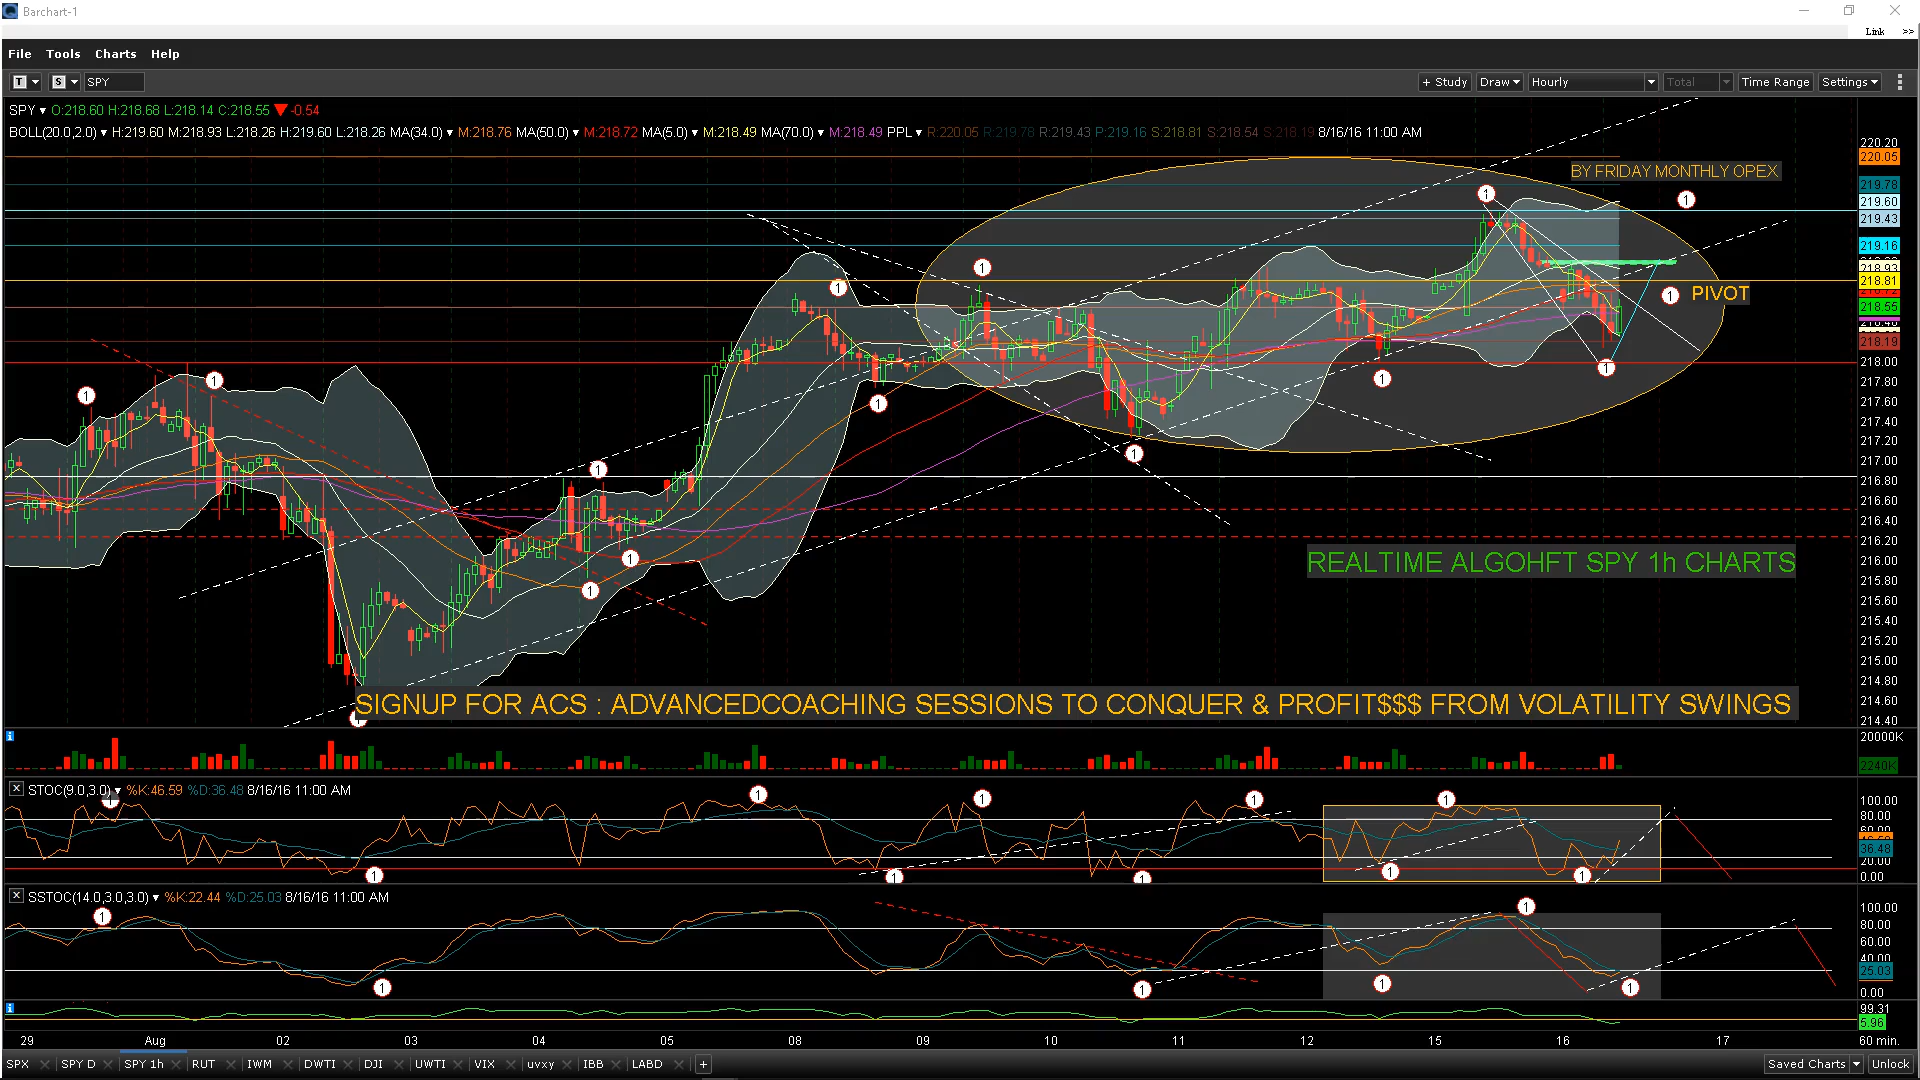 Barchart-1
Link >>
File Tools Charts Help
T S SPY + Study Draw Hourly Total Time Range Settings
SPY O:218.60 H:218.68 L:218.14 C:218.55 -0.54
BOLL(20.0,2.0) H:219.60 M:218.93 L:218.26 H:219.60 L:218.26 MA(34.0) M:218.76 MA(50.0) M:218.72 MA(5.0) M:218.49 MA(70.0) M:218.49 PPL R:220.05 R:219.78 R:219.43 P:219.16 S:218.81 S:218.54 S:218.19 8/16/16 11:00 AM
220.20
220.05
BY FRIDAY MONTHLY OPEX
219.78
219.60
219.43
219.16
218.93
218.81
PIVOT
218.55
218.19
218.00
217.80
217.60
217.40
217.20
217.00
216.80
216.60
216.40
216.20
REALTIME ALGOHFT SPY 1h CHARTS
216.00
215.80
215.60
215.40
215.20
215.00
214.80
SIGNUP FOR ACS : ADVANCEDCOACHING SESSIONS TO CONQUER & PROFIT$$$ FROM VOLATILITY SWINGS
214.60
214.40
20000K
2240K
STOC(9.0,3.0) %K:46.59 %D:36.48 8/16/16 11:00 AM
100.00
80.00
36.48
20.00
0.00
SSTOC(14.0,3.0,3.0) %K:22.44 %D:25.03 8/16/16 11:00 AM
100.00
80.00
60.00
40.00
25.03
0.00
99.31
5.96
29 Aug 02 03 04 05 08 09 10 11 12 15 16 17 60 min.
SPX SPY D SPY 1h RUT IWM DWTI DJI UWTI VIX uvxy IBB LABD + Saved Charts Unlock